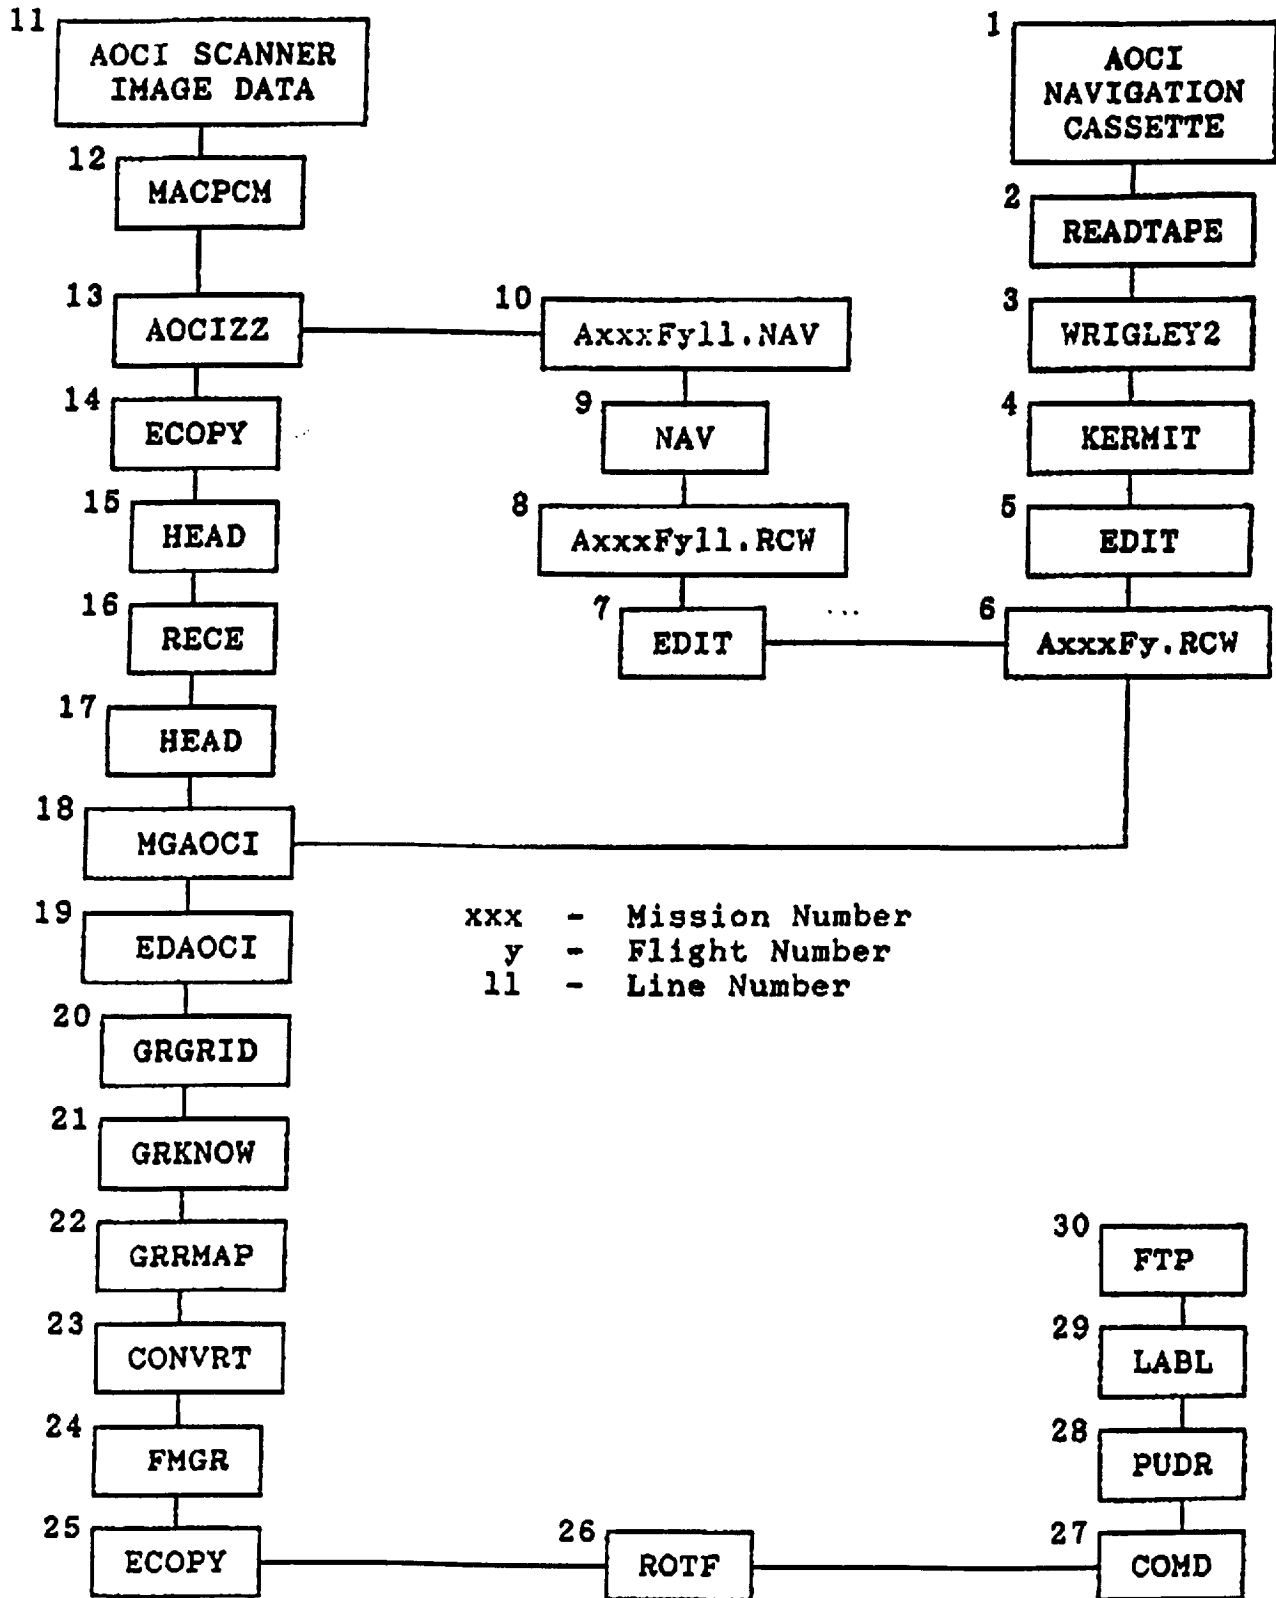 11
AOCI SCANNER
IMAGE DATA
1
AOCI
NAVIGATION
CASSETTE
12
MACPCM
2
READTAPE
13
AOCIZZ
10
AxxxFyll.NAV
3
WRIGLEY2
14
ECOPY
9
NAV
4
KERMIT
15
HEAD
8
AxxxFyll.RCW
5
EDIT
16
RECE
7
EDIT
6
AxxxFy.RCW
17
HEAD
18
MGAOCI
19
EDAOCI
xxx - Mission Number
y - Flight Number
ll - Line Number
20
GRGRID
21
GRKNOW
22
GRRMAP
30
FTP
23
CONVRT
29
LABL
24
FMGR
28
PUDR
25
ECOPY
26
ROTF
27
COMD